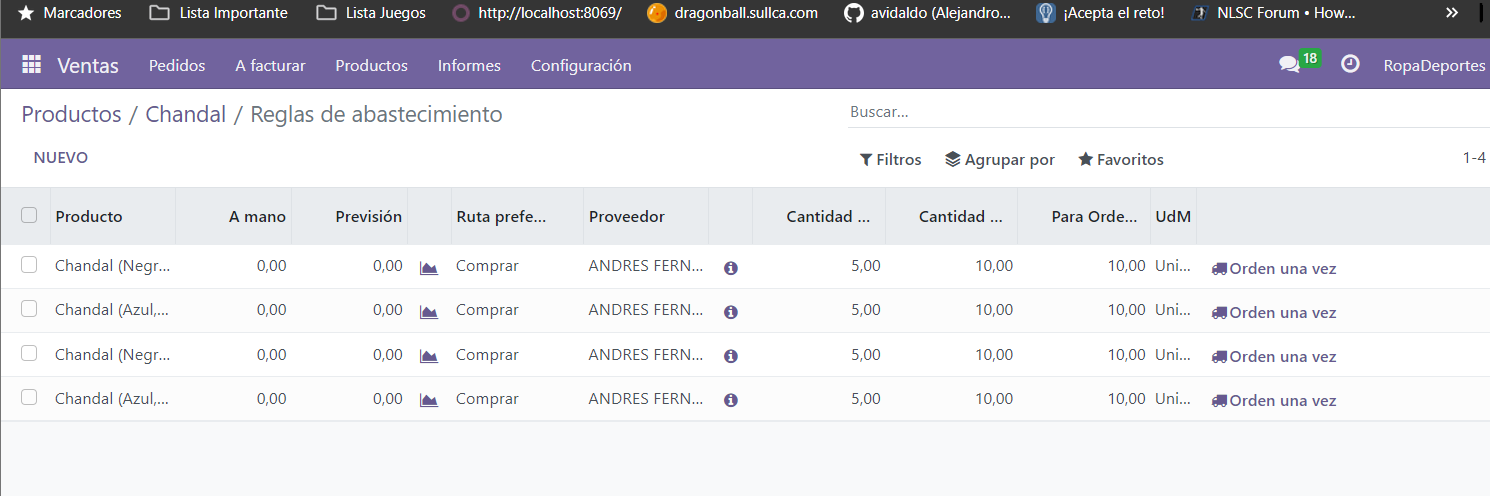 Marcadores Lista Importante Lista Juegos http://localhost:8069/ dragonball.sullca.com avidaldo (Alejandro... ¡Acepta el reto! NLSC Forum • How... »
Ventas Pedidos A facturar Productos Informes Configuración 18 RopaDeportes
Productos / Chandal / Reglas de abastecimiento Buscar...
NUEVO Filtros Agrupar por Favoritos 1-4
Producto A mano Previsión Ruta prefe... Proveedor Cantidad ... Cantidad ... Para Orde... UdM
Chandal (Negr... 0,00 0,00 Comprar ANDRES FERN... 5,00 10,00 10,00 Uni... Orden una vez
Chandal (Azul,... 0,00 0,00 Comprar ANDRES FERN... 5,00 10,00 10,00 Uni... Orden una vez
Chandal (Negr... 0,00 0,00 Comprar ANDRES FERN... 5,00 10,00 10,00 Uni... Orden una vez
Chandal (Azul,... 0,00 0,00 Comprar ANDRES FERN... 5,00 10,00 10,00 Uni... Orden una vez